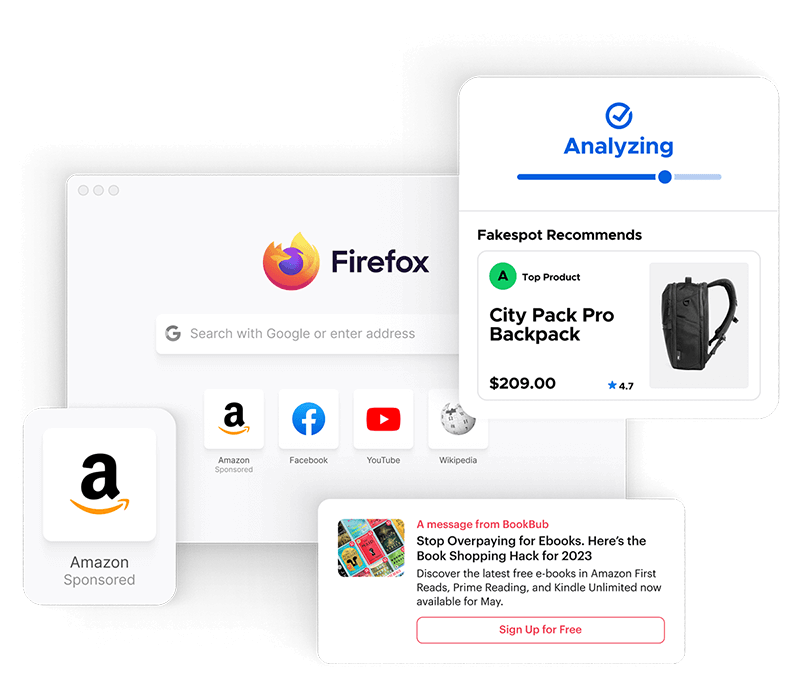 Analyzing
Fakespot Recommends
A
Top Product
City Pack Pro
Backpack
$209.00
4.7
Firefox
G
Search with Google or enter address
a
Amazon
Sponsored
f
Facebook
YouTube
W
Wikipedia
a
Amazon
Sponsored
A message from BookBub
Stop Overpaying for Ebooks. Here’s the
Book Shopping Hack for 2023
Discover the latest free e-books in Amazon First
Reads, Prime Reading, and Kindle Unlimited now
available for May.
Sign Up for Free